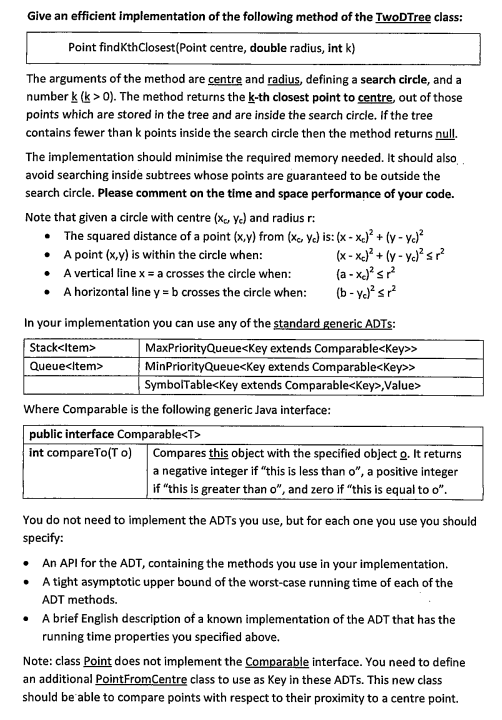 Give an efficient implementation of the following method of the TwoDTree class:
Point findKthClosest(Point centre, double radius, int k)
The arguments of the method are centre and radius, defining a search circle, and a
number k (k > 0). The method returns the k-th closest point to centre, out of those
points which are stored in the tree and are inside the search circle. If the tree
contains fewer than k points inside the search circle then the method returns null.
The implementation should minimise the required memory needed. It should also
avoid searching inside subtrees whose points are guaranteed to be outside the
search circle. Please comment on the time and space performance of your code.
Note that given a circle with centre (xc, yc) and radius r:
• The squared distance of a point (x,y) from (xc, yc) is: (x - xc)² + (y - yc)²
• A point (x,y) is within the circle when: (x - xc)² + (y - yc)² ≤ r²
• A vertical line x = a crosses the circle when: (a - xc)² ≤ r²
• A horizontal line y = b crosses the circle when: (b - yc)² ≤ r²
In your implementation you can use any of the standard generic ADTs:
Stack<Item> MaxPriorityQueue<Key extends Comparable<Key>>
Queue<Item> MinPriorityQueue<Key extends Comparable<Key>>
SymbolTable<Key extends Comparable<Key>,Value>
Where Comparable is the following generic Java interface:
public interface Comparable<T>
int compareTo(T o) Compares this object with the specified object o. It returns
a negative integer if "this is less than o", a positive integer
if "this is greater than o", and zero if "this is equal to o".
You do not need to implement the ADTs you use, but for each one you use you should
specify:
• An API for the ADT, containing the methods you use in your implementation.
• A tight asymptotic upper bound of the worst-case running time of each of the
ADT methods.
• A brief English description of a known implementation of the ADT that has the
running time properties you specified above.
Note: class Point does not implement the Comparable interface. You need to define
an additional PointFromCentre class to use as Key in these ADTs. This new class
should be able to compare points with respect to their proximity to a centre point.